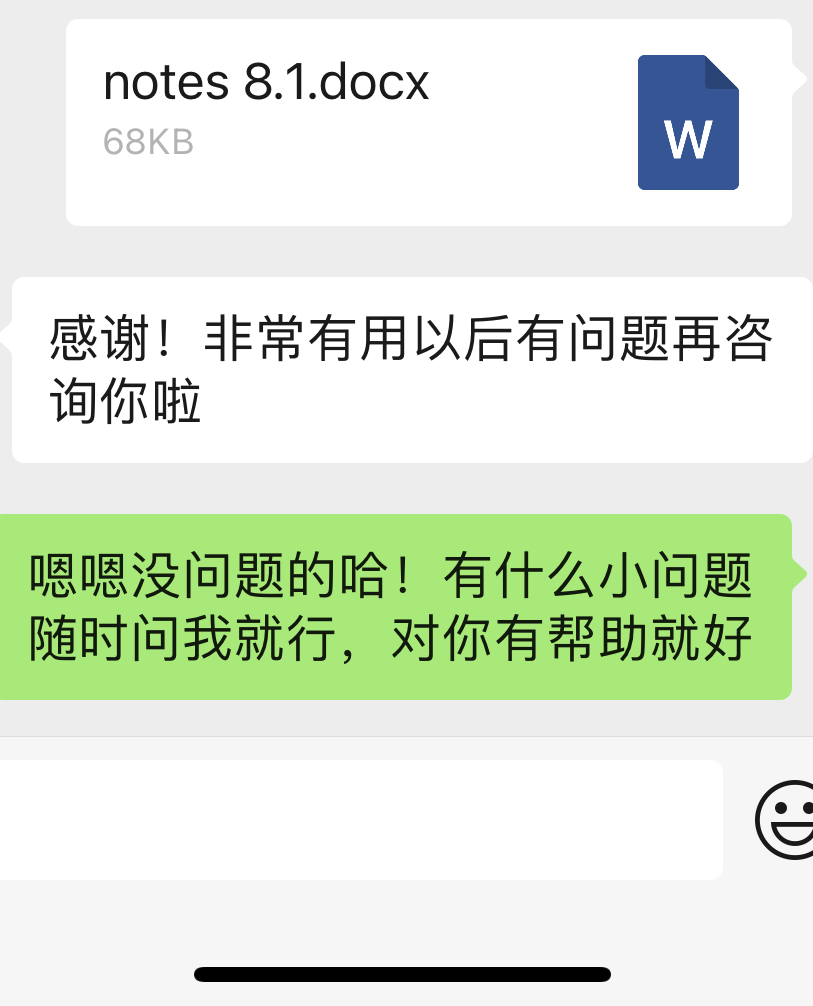 notes 8.1.docx
68KB
W
感谢！非常有用以后有问题再咨
询你啦
嗯嗯没问题的哈！有什么小问题
随时问我就行，对你有帮助就好